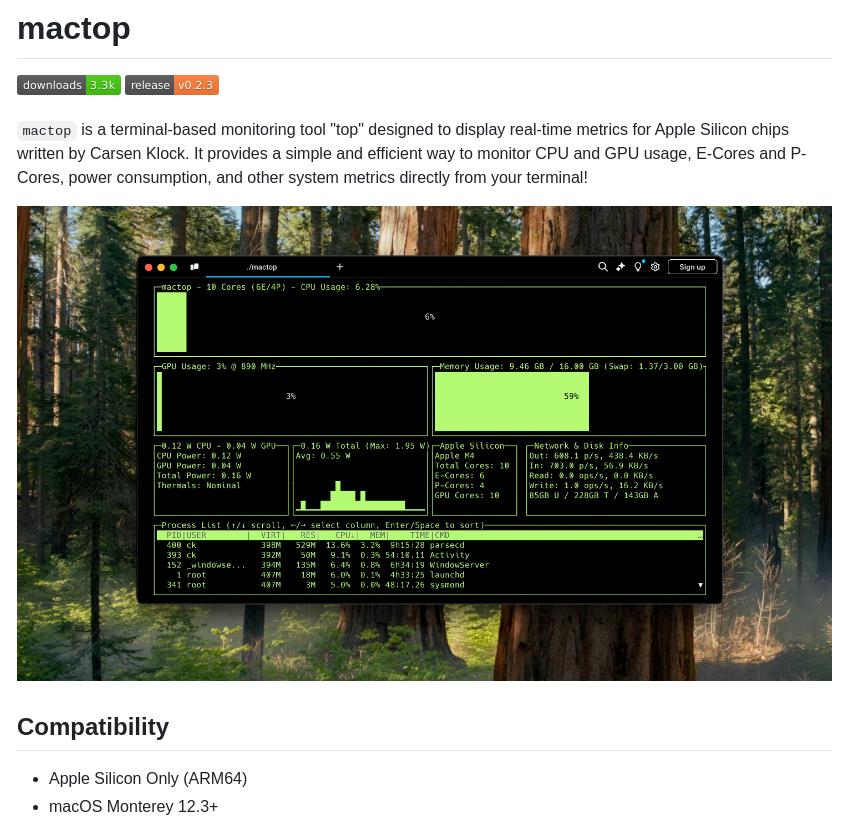 mactop
downloads 3.3k release v0.2.3
mactop is a terminal-based monitoring tool "top" designed to display real-time metrics for Apple Silicon chips
written by Carsen Klock. It provides a simple and efficient way to monitor CPU and GPU usage, E-Cores and P-
Cores, power consumption, and other system metrics directly from your terminal!
./mactop + Sign up
mactop - 10 Cores (6E/4P) - CPU Usage: 6.28%
6%
GPU Usage: 3% @ 890 MHz
3%
Memory Usage: 9.46 GB / 16.00 GB (Swap: 1.37/3.00 GB)
59%
0.12 W CPU - 0.04 W GPU
CPU Power: 0.12 W
GPU Power: 0.04 W
Total Power: 0.16 W
Thermals: Nominal
0.16 W Total (Max: 1.95 W)
Avg: 0.55 W
Apple Silicon
Apple M4
Total Cores: 10
E-Cores: 6
P-Cores: 4
GPU Cores: 10
Network & Disk Info
Out: 608.1 p/s, 438.4 KB/s
In: 703.0 p/s, 56.9 KB/s
Read: 0.0 ops/s, 0.0 KB/s
Write: 1.0 ops/s, 16.2 KB/s
85GB U / 228GB T / 143GB A
Process List (↑/↓ scroll, ←/→ select column, Enter/Space to sort)
PID|USER | VIRT| RES| CPU↓| MEM| TIME|CMD …
400 ck 398M 529M 13.6% 3.2% 9h15:28 parsecd
393 ck 392M 50M 9.1% 0.3% 54:10.11 Activity
152 _windowse... 394M 135M 6.4% 0.8% 6h34:19 WindowServer
1 root 407M 18M 6.0% 0.1% 4h33:25 launchd
341 root 407M 3M 5.0% 0.0% 48:17.26 sysmond ▼
Compatibility
• Apple Silicon Only (ARM64)
• macOS Monterey 12.3+